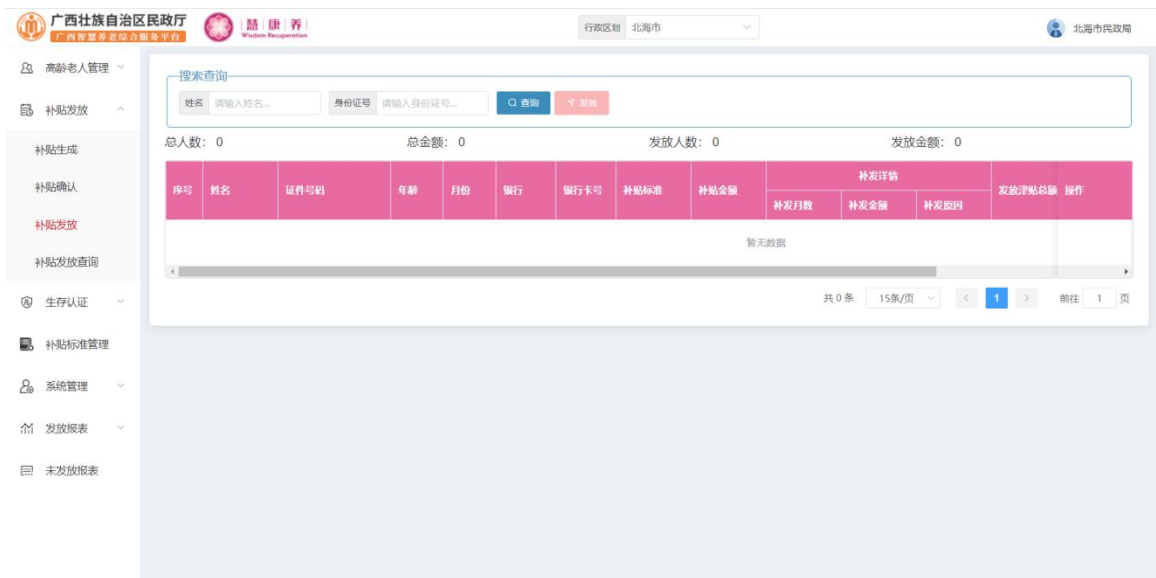 广西壮族自治区民政厅
广西智慧养老综合服务平台
慧康养
Wisdom Recuperation
行政区划 北海市
北海市民政局
高龄老人管理
补贴发放
补贴生成
补贴确认
补贴发放
补贴发放查询
生存认证
补贴标准管理
系统管理
发放报表
未发放报表
搜索查询
姓名 请输入姓名... 身份证号 请输入身份证号... 查询 发放
总人数: 0 总金额: 0 发放人数: 0 发放金额: 0
序号 姓名 证件号码 年龄 月份 银行 银行卡号 补贴标准 补贴金额 补发详情 发放津贴总额 操作
补发月数 补发金额 补发原因
暂无数据
共 0 条 15条/页 1 前往 1 页